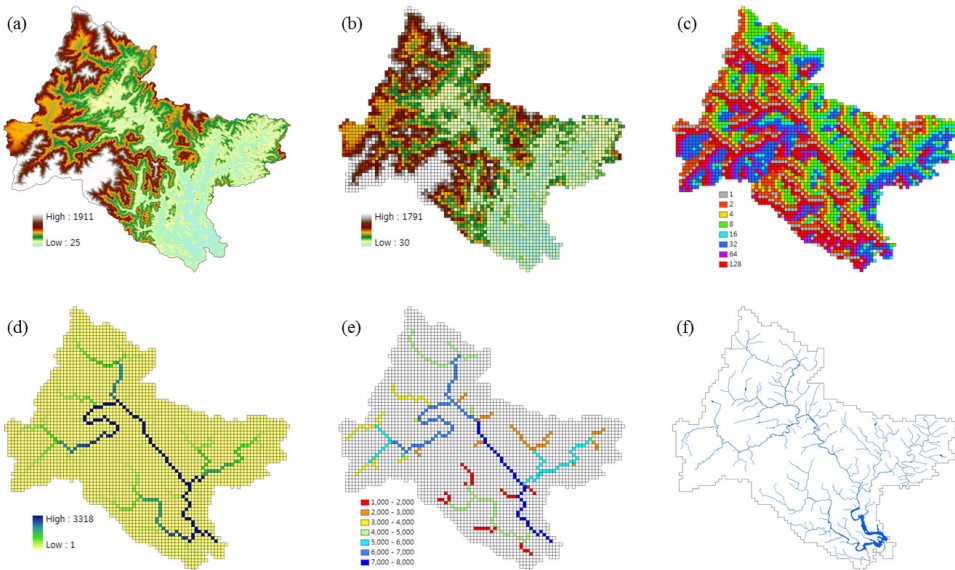 (a)
High : 1911
Low : 25
(b)
High : 1791
Low : 30
(c)
1
2
4
8
16
32
64
128
(d)
High : 3318
Low : 1
(e)
1,000 - 2,000
2,000 - 3,000
3,000 - 4,000
4,000 - 5,000
5,000 - 6,000
6,000 - 7,000
7,000 - 8,000
(f)